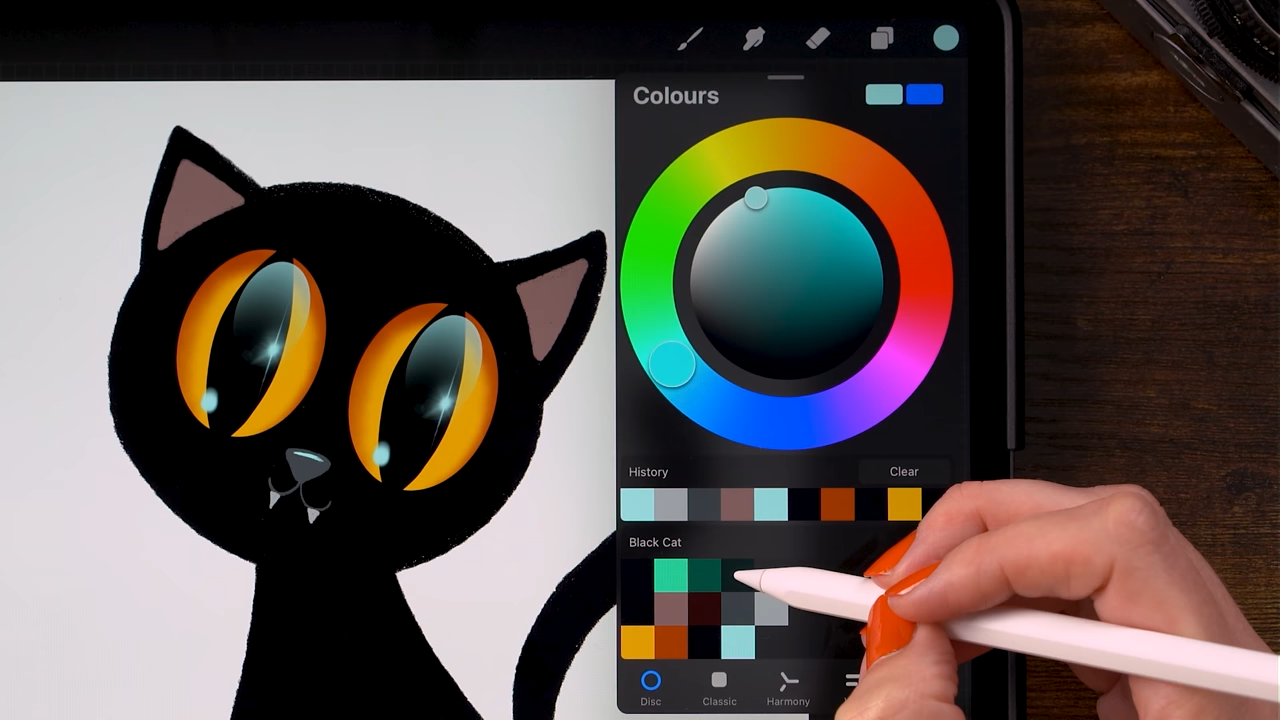 Colours
History
Clear
Black Cat
Disc
Classic
Harmony